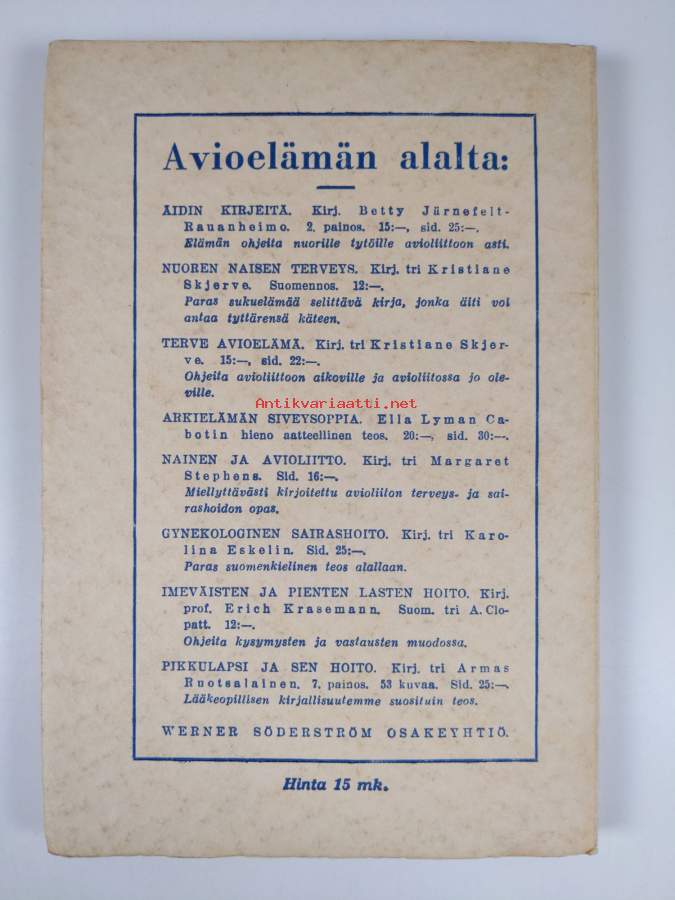 Avioelämän alalta:
ÄIDIN KIRJEITÄ. Kirj. Betty Järnefelt-
Rauanheimo. 2. painos. 15:—, sid. 25:—.
Elämän ohjeita nuorille tytöille avioliittoon asti.
NUOREN NAISEN TERVEYS. Kirj. tri Kristiane
Skjerve. Suomennos. 12:—.
Paras sukuelämää selittävä kirja, jonka äiti voi
antaa tyttärensä käteen.
TERVE AVIOELÄMÄ. Kirj. tri Kristiane Skjer-
ve. 15:—, sid. 22:—.
Ohjeita avioliittoon aikoville ja avioliitossa jo ole-
ville.
Antikvariaatti.net
ARKIELÄMÄN SIVEYSOPPIA. Ella Lyman Ca-
botin hieno aatteellinen teos. 20:—, sid. 30:—.
NAINEN JA AVIOLIITTO. Kirj. tri Margaret
Stephens. Sid. 16:—.
Miellyttävästi kirjoitettu avioliiton terveys- ja sai-
rashoidon opas.
GYNEKOLOGINEN SAIRASHOITO. Kirj. tri Karo-
lina Eskelin. Sid. 25:—.
Paras suomenkielinen teos alallaan.
IMEVÄISTEN JA PIENTEN LASTEN HOITO. Kirj.
prof. Erich Krasemann. Suom. tri A. Clo-
patt. 12:—.
Ohjeita kysymysten ja vastausten muodossa.
PIKKULAPSI JA SEN HOITO. Kirj. tri Armas
Ruotsalainen. 7. painos. 53 kuvaa. Sid. 25:—.
Lääkeopillisen kirjallisuutemme suosituin teos.
WERNER SÖDERSTRÖM OSAKEYHTIÖ.
Hinta 15 mk.